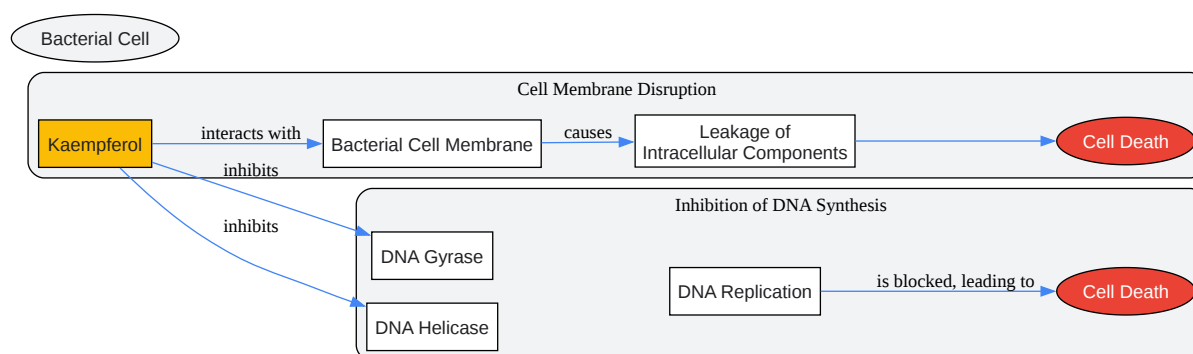 Bacterial Cell
Cell Membrane Disruption
Kaempferol
interacts with
Bacterial Cell Membrane
causes
Leakage of
Intracellular Components
Cell Death
inhibits
inhibits
Inhibition of DNA Synthesis
DNA Gyrase
DNA Helicase
DNA Replication
is blocked, leading to
Cell Death